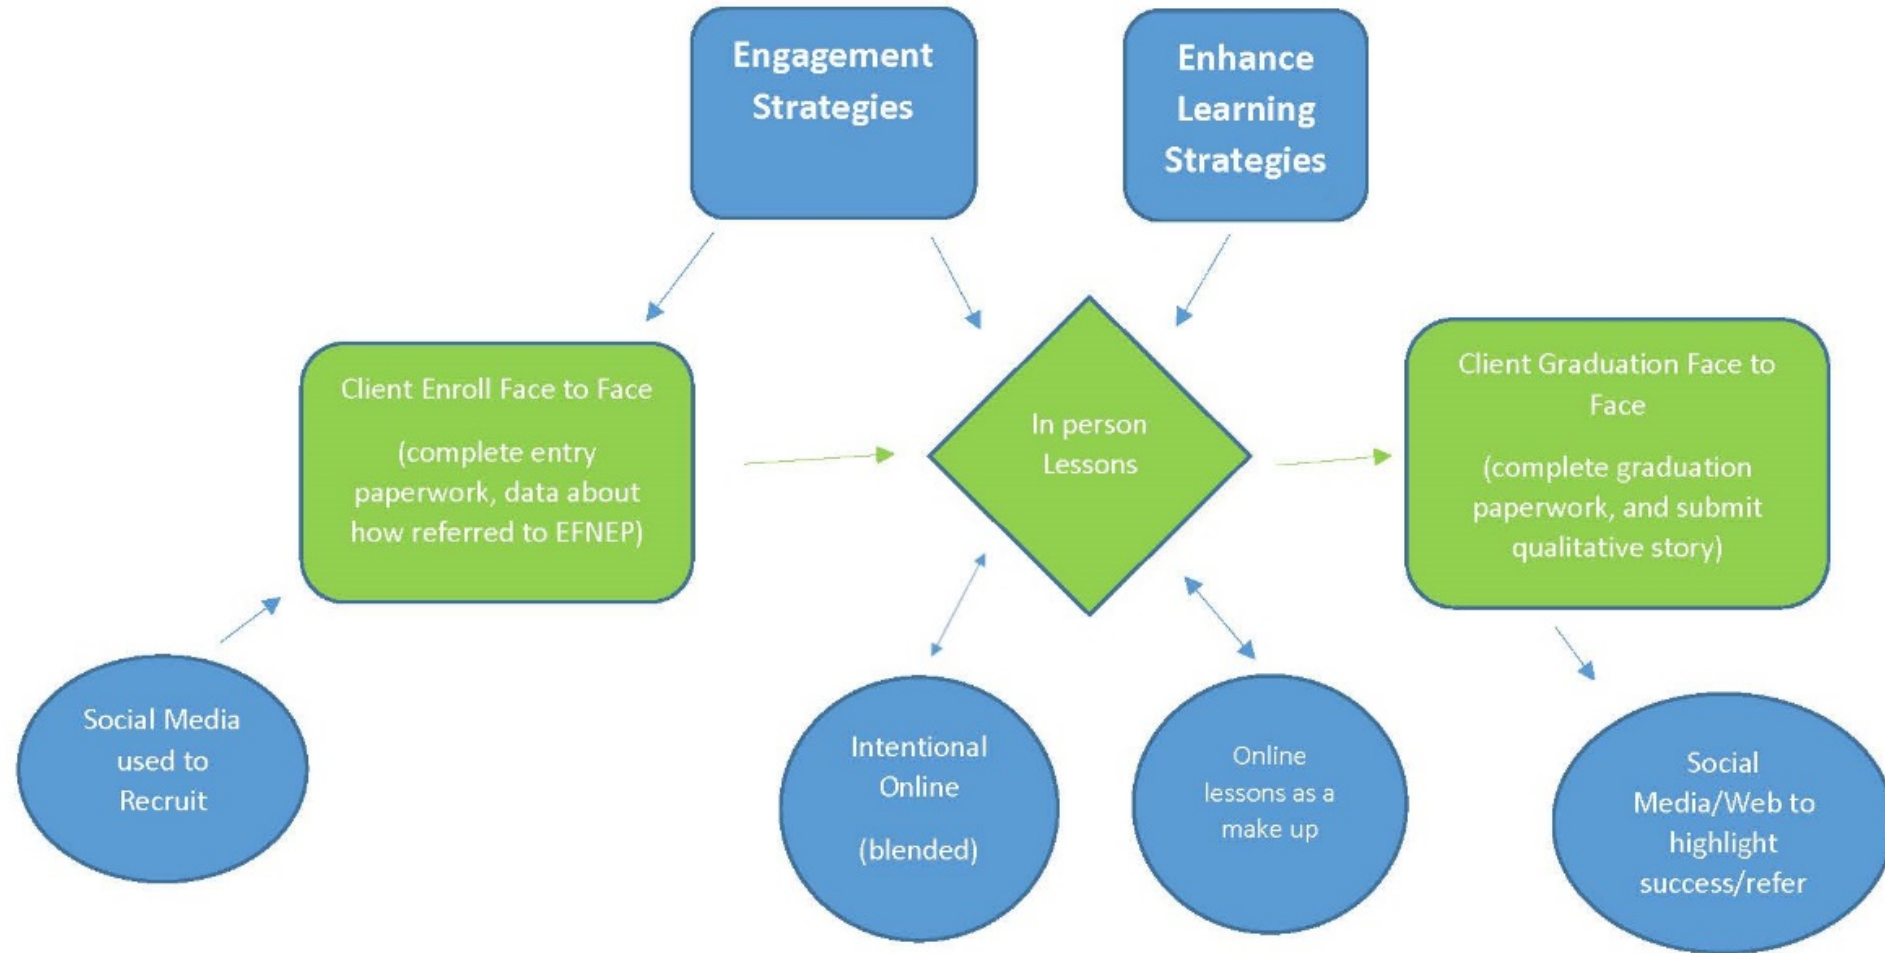 Engagement
Strategies
Enhance
Learning
Strategies
Client Enroll Face to Face
(complete entry
paperwork, data about
how referred to EFNEP)
In person
Lessons
Client Graduation Face to
Face
(complete graduation
paperwork, and submit
qualitative story)
Social Media
used to
Recruit
Intentional
Online
(blended)
Online
lessons as a
make up
Social
Media/Web to
highlight
success/refer